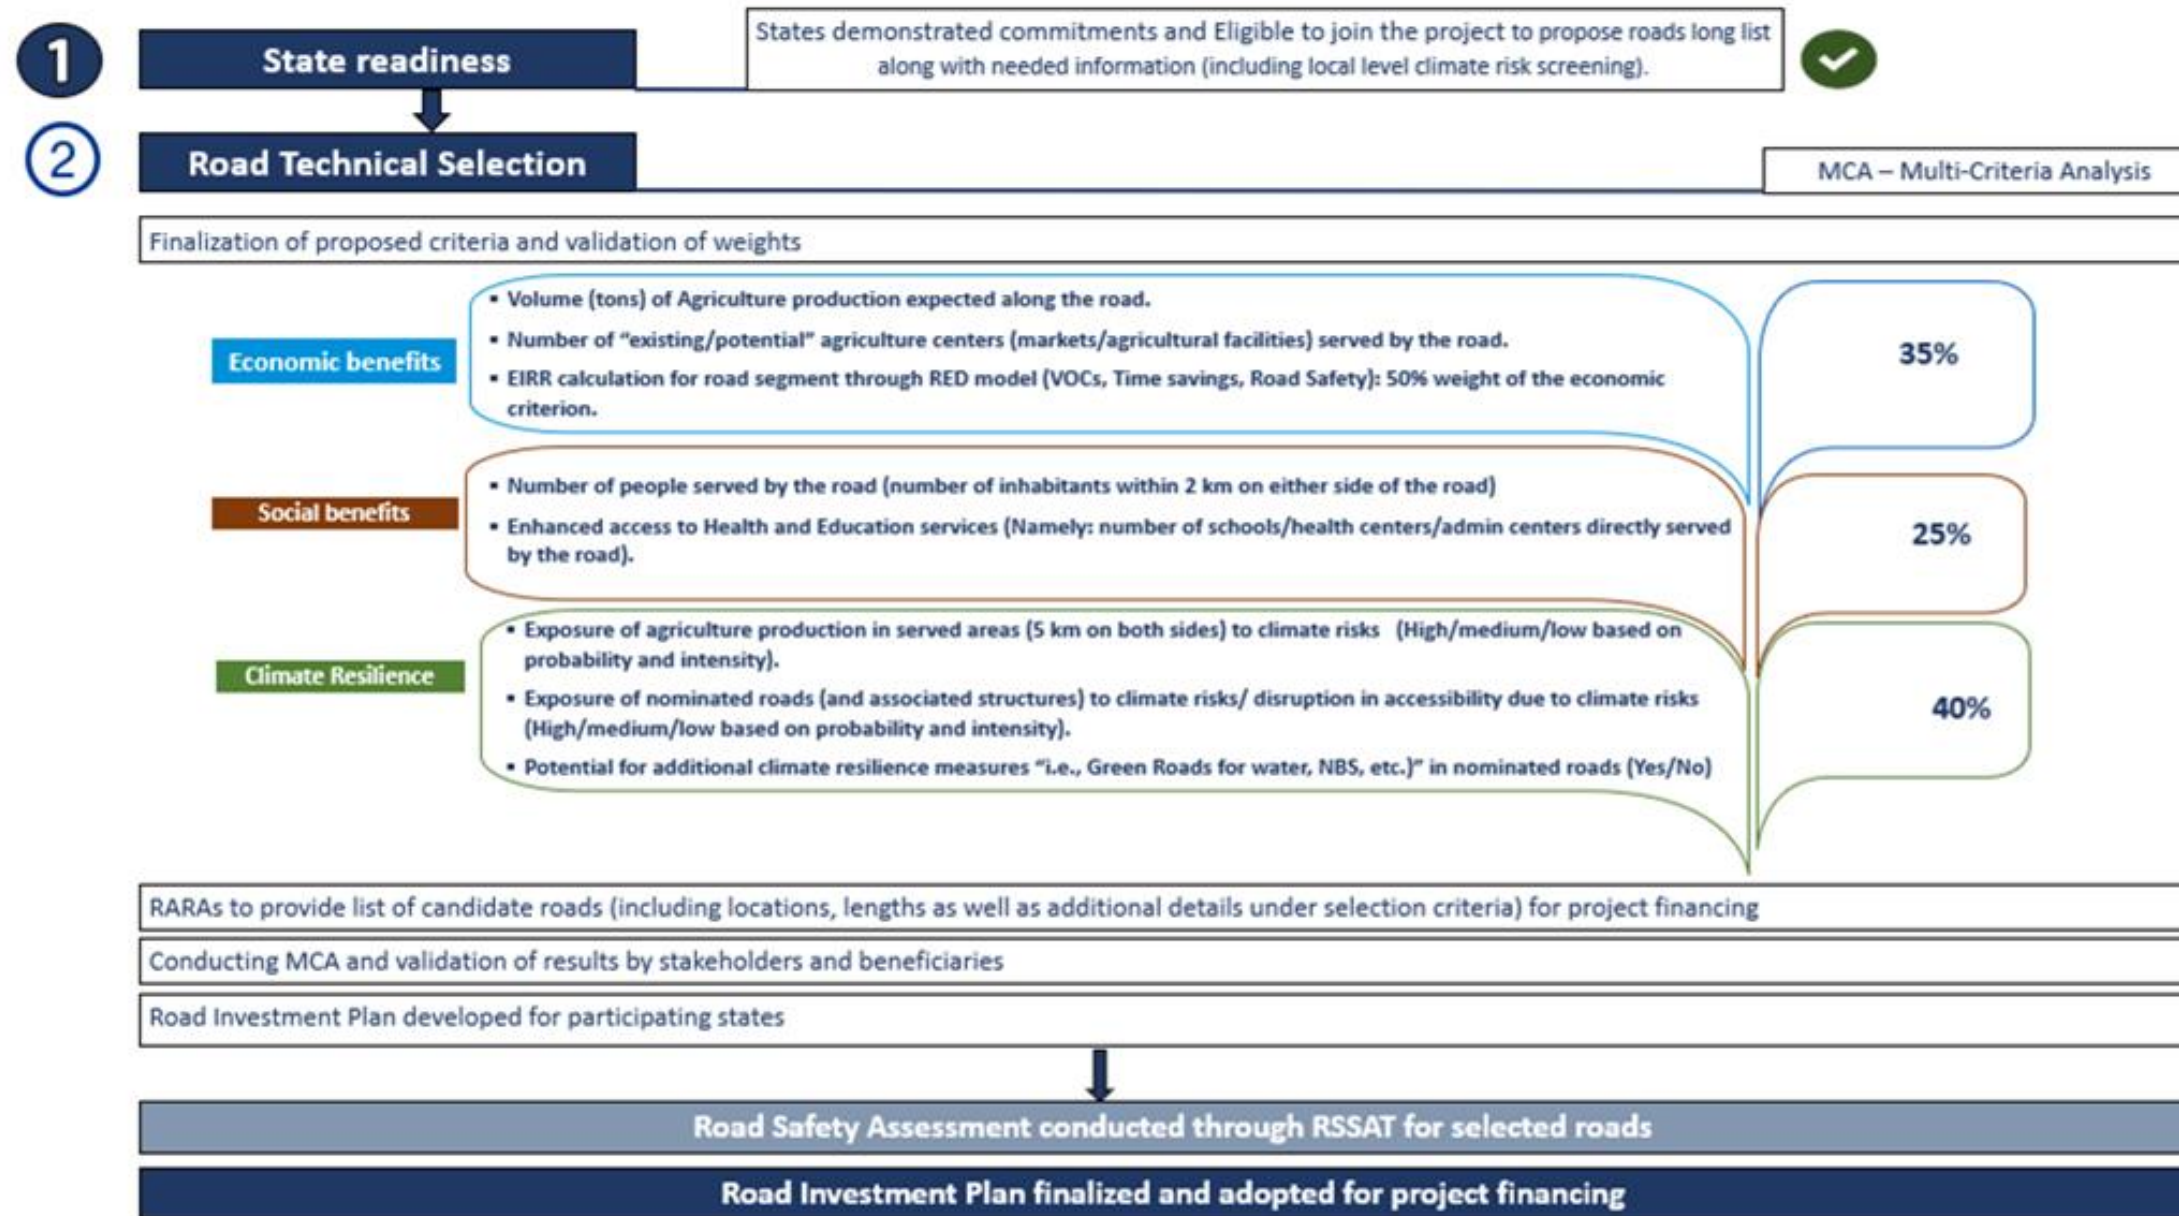 1
State readiness
States demonstrated commitments and Eligible to join the project to propose roads long list
along with needed information (including local level climate risk screening).
2
Road Technical Selection
MCA – Multi-Criteria Analysis
Finalization of proposed criteria and validation of weights
Economic benefits
▪ Volume (tons) of Agriculture production expected along the road.
▪ Number of “existing/potential” agriculture centers (markets/agricultural facilities) served by the road.
▪ EIRR calculation for road segment through RED model (VOCs, Time savings, Road Safety): 50% weight of the economic
criterion.
35%
Social benefits
▪ Number of people served by the road (number of inhabitants within 2 km on either side of the road)
▪ Enhanced access to Health and Education services (Namely: number of schools/health centers/admin centers directly served
by the road).
25%
Climate Resilience
▪ Exposure of agriculture production in served areas (5 km on both sides) to climate risks (High/medium/low based on
probability and intensity).
▪ Exposure of nominated roads (and associated structures) to climate risks/ disruption in accessibility due to climate risks
(High/medium/low based on probability and intensity).
▪ Potential for additional climate resilience measures “i.e., Green Roads for water, NBS, etc.)” in nominated roads (Yes/No)
40%
RARAs to provide list of candidate roads (including locations, lengths as well as additional details under selection criteria) for project financing
Conducting MCA and validation of results by stakeholders and beneficiaries
Road Investment Plan developed for participating states
Road Safety Assessment conducted through RSSAT for selected roads
Road Investment Plan finalized and adopted for project financing